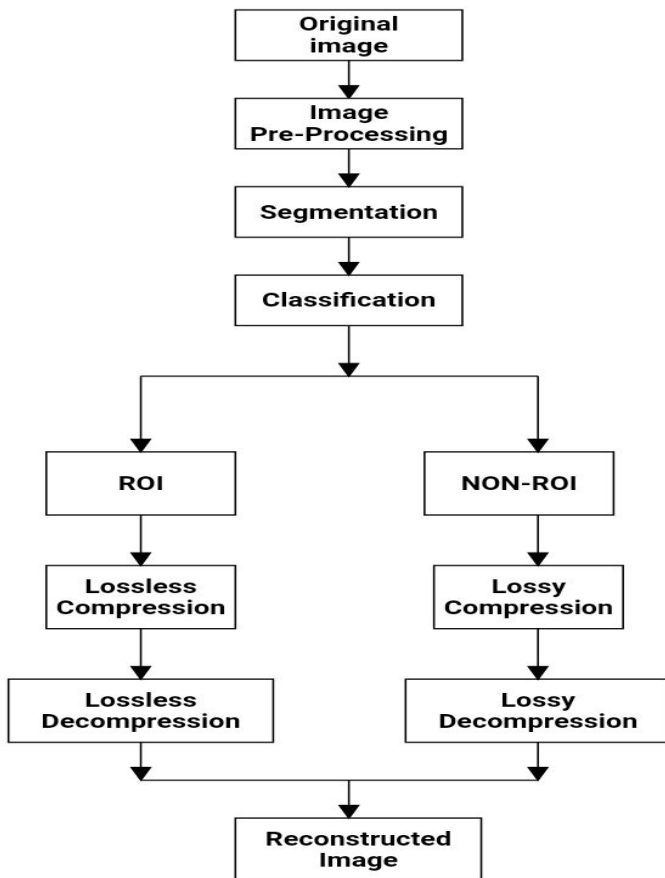 Original
image
Image
Pre-Processing
Segmentation
Classification
ROI
NON-ROI
Lossless
Compression
Lossy
Compression
Lossless
Decompression
Lossy
Decompression
Reconstructed
Image